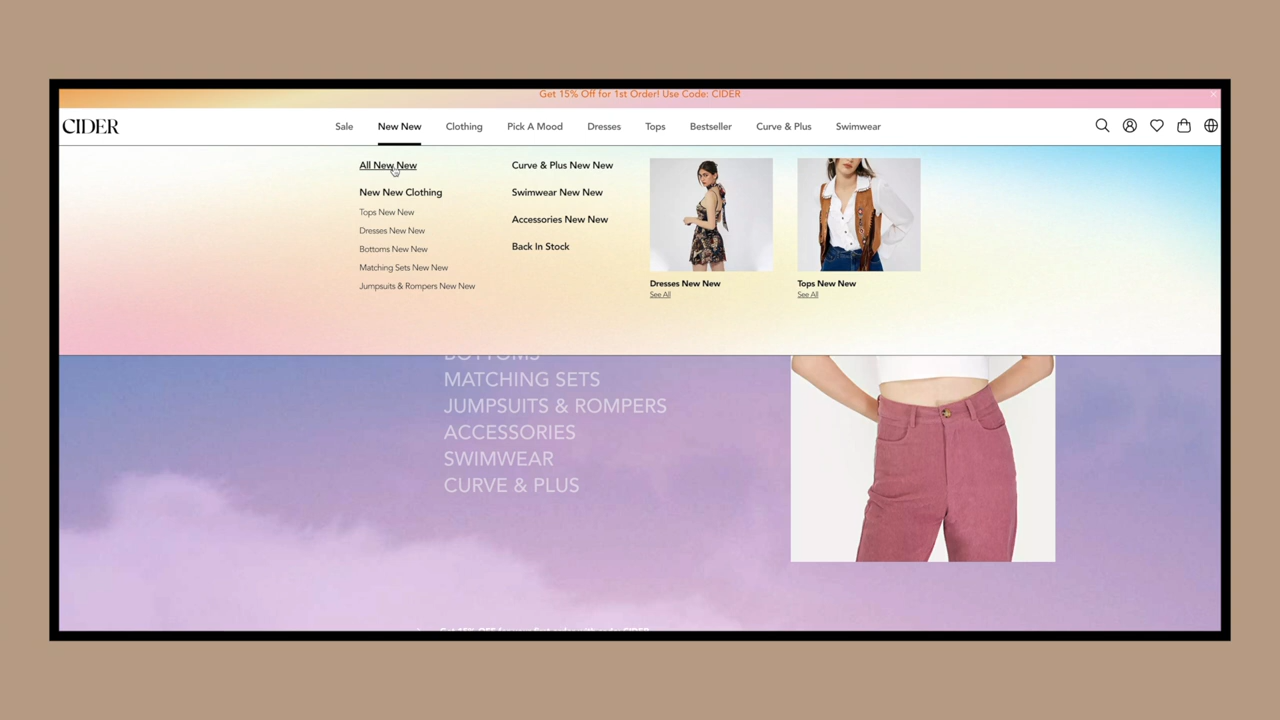 Get 15% Off for 1st Order! Use Code: CIDER
CIDER
Sale
New New
Clothing
Pick A Mood
Dresses
Tops
Bestseller
Curve & Plus
Swimwear
All New New
New New Clothing
Tops New New
Dresses New New
Bottoms New New
Matching Sets New New
Jumpsuits & Rompers New New
Curve & Plus New New
Swimwear New New
Accessories New New
Back In Stock
Dresses New New
See All
Tops New New
See All
BOTTOMS
MATCHING SETS
JUMPSUITS & ROMPERS
ACCESSORIES
SWIMWEAR
CURVE & PLUS